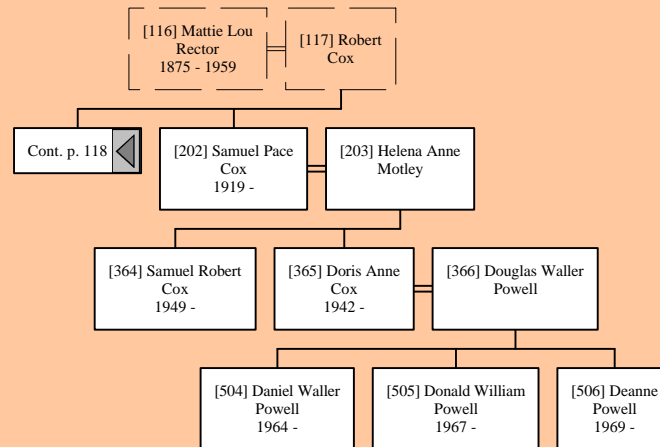 [116] Mattie Lou
Rector
1875 - 1959
[117] Robert
Cox
Cont. p. 118
[202] Samuel Pace
Cox
1919 -
[203] Helena Anne
Motley
[364] Samuel Robert
Cox
1949 -
[365] Doris Anne
Cox
1942 -
[366] Douglas Waller
Powell
[504] Daniel Waller
Powell
1964 -
[505] Donald William
Powell
1967 -
[506] Deanne
Powell
1969 -